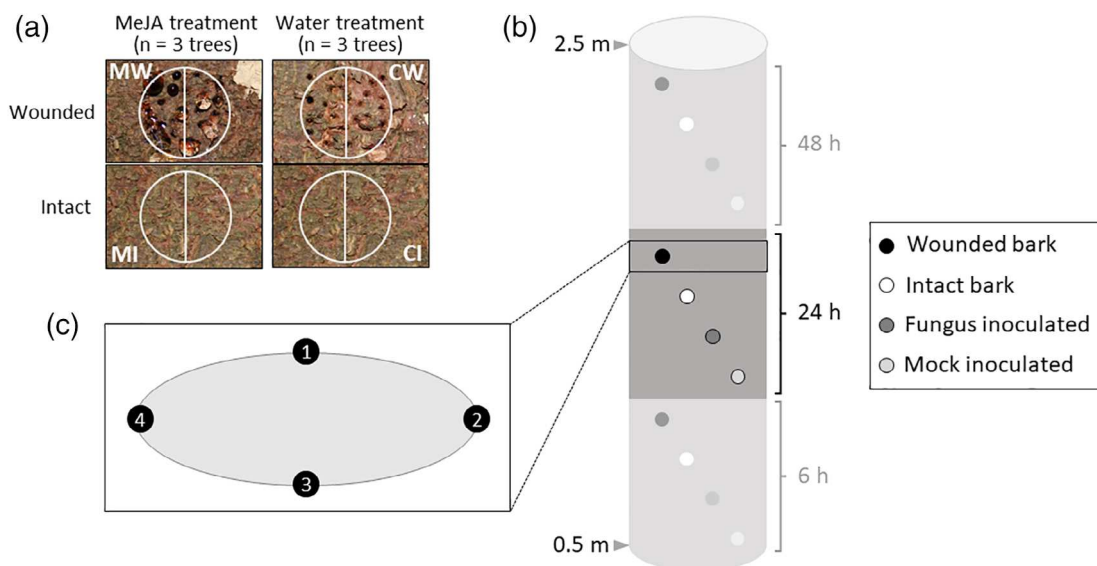 (a)
MeJA treatment
(n = 3 trees)
Water treatment
(n = 3 trees)
MW
CW
Wounded
Intact
MI
CI
(b)
2.5 m
48 h
24 h
6 h
0.5 m
Wounded bark
Intact bark
Fungus inoculated
Mock inoculated
(c)
1
2
3
4